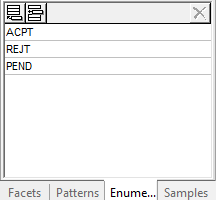 ACPT
REJT
PEND
Facets Patterns Enume... Samples